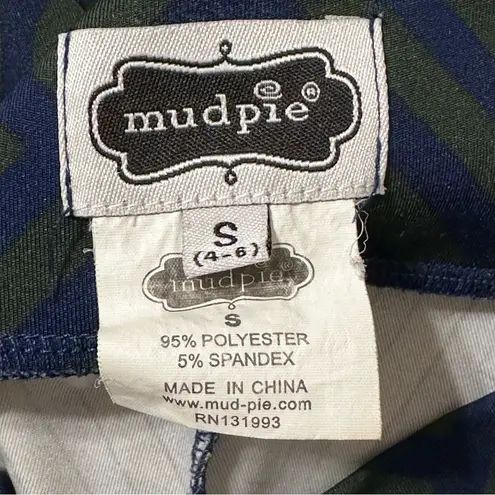 mudpie®
S
(4-6)
mudpie®
S
95% POLYESTER
5% SPANDEX
MADE IN CHINA
www.mud-pie.com
RN131993